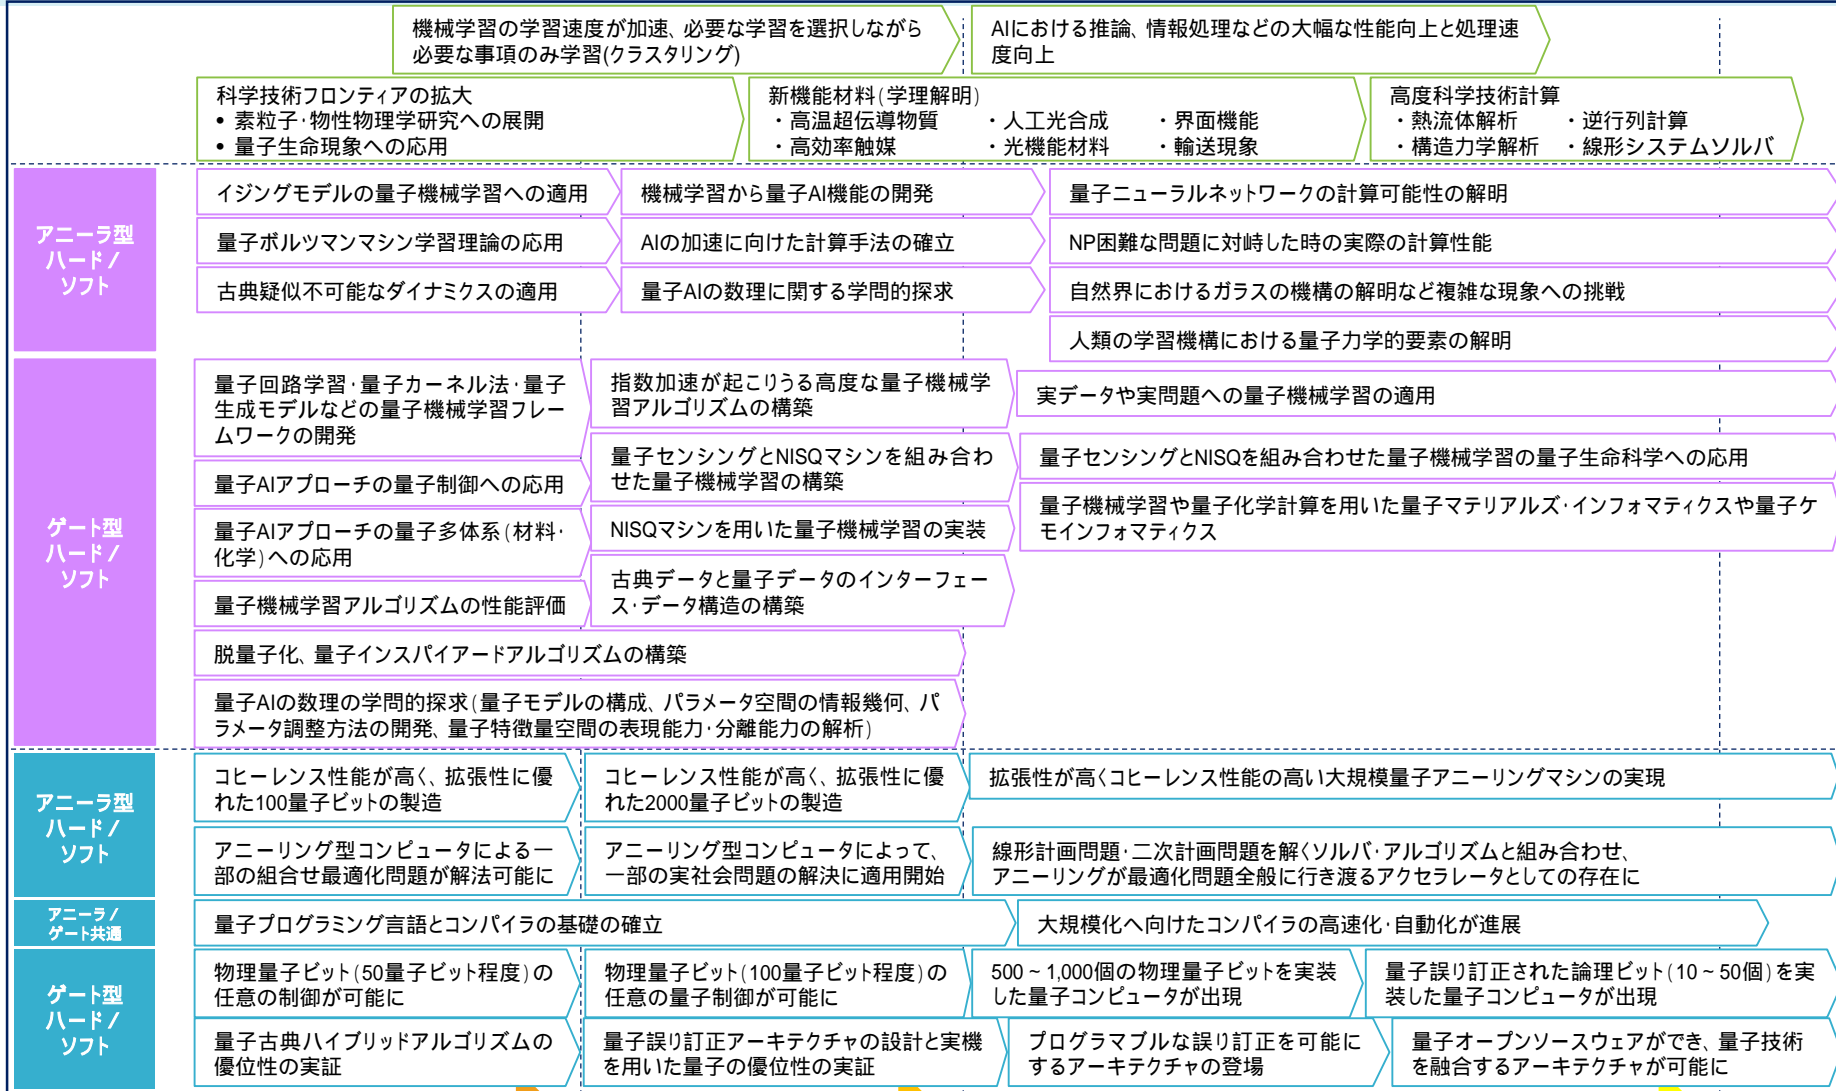 機械学習の学習速度が加速、必要な学習を選択しながら
必要な事項のみ学習(クラスタリング)
AIにおける推論、情報処理などの大幅な性能向上と処理速
度向上
科学技術フロンティアの拡大
• 素粒子･物性物理学研究への展開
• 量子生命現象への応用
新機能材料(学理解明)
・高温超伝導物質 ・人工光合成 ・界面機能
・高効率触媒 ・光機能材料 ・輸送現象
高度科学技術計算
・熱流体解析 ・逆行列計算
・構造力学解析 ・線形システムソルバ
アニーラ型
ハード/
ソフト
イジングモデルの量子機械学習への適用
機械学習から量子AI機能の開発
量子ニューラルネットワークの計算可能性の解明
量子ボルツマンマシン学習理論の応用
AIの加速に向けた計算手法の確立
NP困難な問題に対峙した時の実際の計算性能
古典疑似不可能なダイナミクスの適用
量子AIの数理に関する学問的探求
自然界におけるガラスの機構の解明など複雑な現象への挑戦
人類の学習機構における量子力学的要素の解明
ゲート型
ハード/
ソフト
量子回路学習･量子カーネル法･量子
生成モデルなどの量子機械学習フレー
ムワークの開発
指数加速が起こりうる高度な量子機械学
習アルゴリズムの構築
実データや実問題への量子機械学習の適用
量子AIアプローチの量子制御への応用
量子センシングとNISQマシンを組み合わ
せた量子機械学習の構築
量子センシングとNISQを組み合わせた量子機械学習の量子生命科学への応用
量子AIアプローチの量子多体系(材料･
化学)への応用
NISQマシンを用いた量子機械学習の実装
量子機械学習や量子化学計算を用いた量子マテリアルズ･インフォマティクスや量子ケ
モインフォマティクス
量子機械学習アルゴリズムの性能評価
古典データと量子データのインターフェー
ス･データ構造の構築
脱量子化、量子インスパイアードアルゴリズムの構築
量子AIの数理の学問的探求(量子モデルの構成、パラメータ空間の情報幾何、パ
ラメータ調整方法の開発、量子特徴量空間の表現能力･分離能力の解析)
アニーラ型
ハード/
ソフト
コヒーレンス性能が高く、拡張性に優
れた100量子ビットの製造
コヒーレンス性能が高く、拡張性に優
れた2000量子ビットの製造
拡張性が高くコヒーレンス性能の高い大規模量子アニーリングマシンの実現
アニーリング型コンピュータによる一
部の組合せ最適化問題が解法可能に
アニーリング型コンピュータによって、
一部の実社会問題の解決に適用開始
線形計画問題･二次計画問題を解くソルバ･アルゴリズムと組み合わせ、
アニーリングが最適化問題全般に行き渡るアクセラレータとしての存在に
アニーラ/
ゲート共通
量子プログラミング言語とコンパイラの基礎の確立
大規模化へ向けたコンパイラの高速化･自動化が進展
ゲート型
ハード/
ソフト
物理量子ビット(50量子ビット程度)の
任意の制御が可能に
物理量子ビット(100量子ビット程度)の
任意の量子制御が可能に
500～1,000個の物理量子ビットを実装
した量子コンピュータが出現
量子誤り訂正された論理ビット(10～50個)を実
装した量子コンピュータが出現
量子古典ハイブリッドアルゴリズムの
優位性の実証
量子誤り訂正アーキテクチャの設計と実機
を用いた量子の優位性の実証
プログラマブルな誤り訂正を可能に
するアーキテクチャの登場
量子オープンソースウェアができ、量子技術
を融合するアーキテクチャが可能に